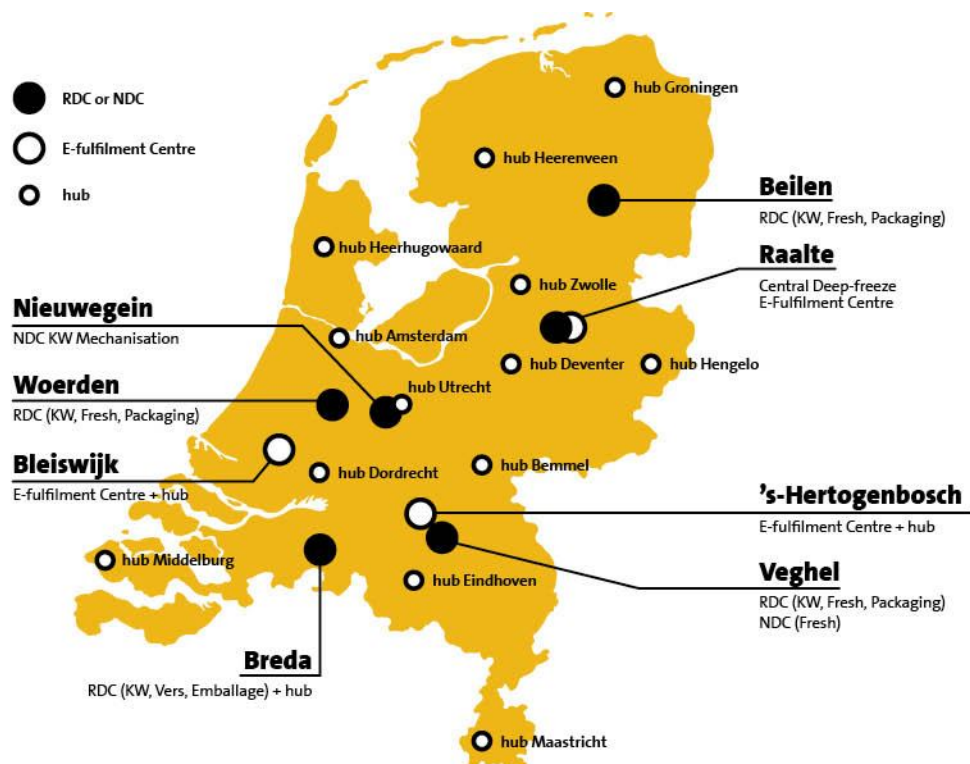 RDC or NDC
E-fulfilment Centre
hub
hub Groningen
hub Heerenveen
Beilen
RDC (KW, Fresh, Packaging)
hub Heerhugowaard
Raalte
Central Deep-freeze
E-Fulfilment Centre
hub Zwolle
Nieuwegein
NDC KW Mechanisation
hub Amsterdam
hub Deventer
hub Hengelo
Woerden
RDC (KW, Fresh, Packaging)
hub Utrecht
Bleiswijk
E-fulfilment Centre + hub
hub Dordrecht
hub Bemmel
's-Hertogenbosch
E-fulfilment Centre + hub
hub Middelburg
hub Eindhoven
Veghel
RDC (KW, Fresh, Packaging)
NDC (Fresh)
Breda
RDC (KW, Vers, Emballage) + hub
hub Maastricht